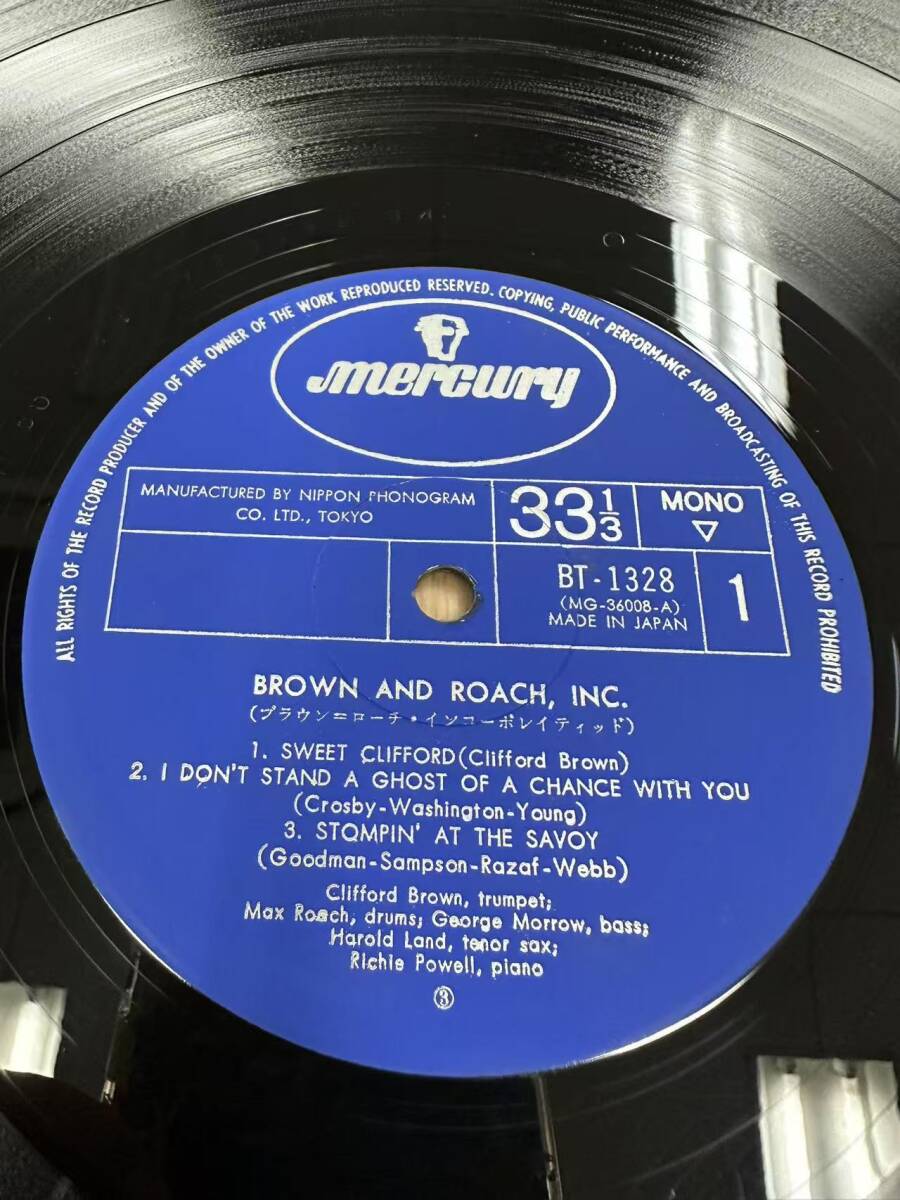 ALL RIGHTS OF THE RECORD PRODUCER AND OF THE OWNER OF THE WORK REPRODUCED RESERVED. COPYING, PUBLIC PERFORMANCE AND BROADCASTING OF THIS RECORD PROHIBITED
mercury
MANUFACTURED BY NIPPON PHONOGRAM
CO. LTD., TOKYO
33 1/3
MONO
▽
BT-1328
(MG-36008-A)
MADE IN JAPAN
1
BROWN AND ROACH, INC.
(ブラウン=ローチ・インコーポレイティッド)
1. SWEET CLIFFORD (Clifford Brown)
2. I DON'T STAND A GHOST OF A CHANCE WITH YOU
(Crosby-Washington-Young)
3. STOMPIN' AT THE SAVOY
(Goodman-Sampson-Razaf-Webb)
Clifford Brown, trumpet;
Max Roach, drums; George Morrow, bass;
Harold Land, tenor sax;
Richie Powell, piano
③